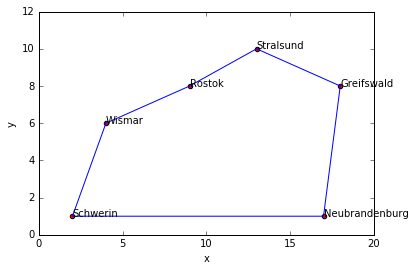 12
10
8
6
4
2
0
y
Stralsund
Rostok
Greifswald
Wismar
Schwerin
Neubrandenburg
0 5 10 15 20
x